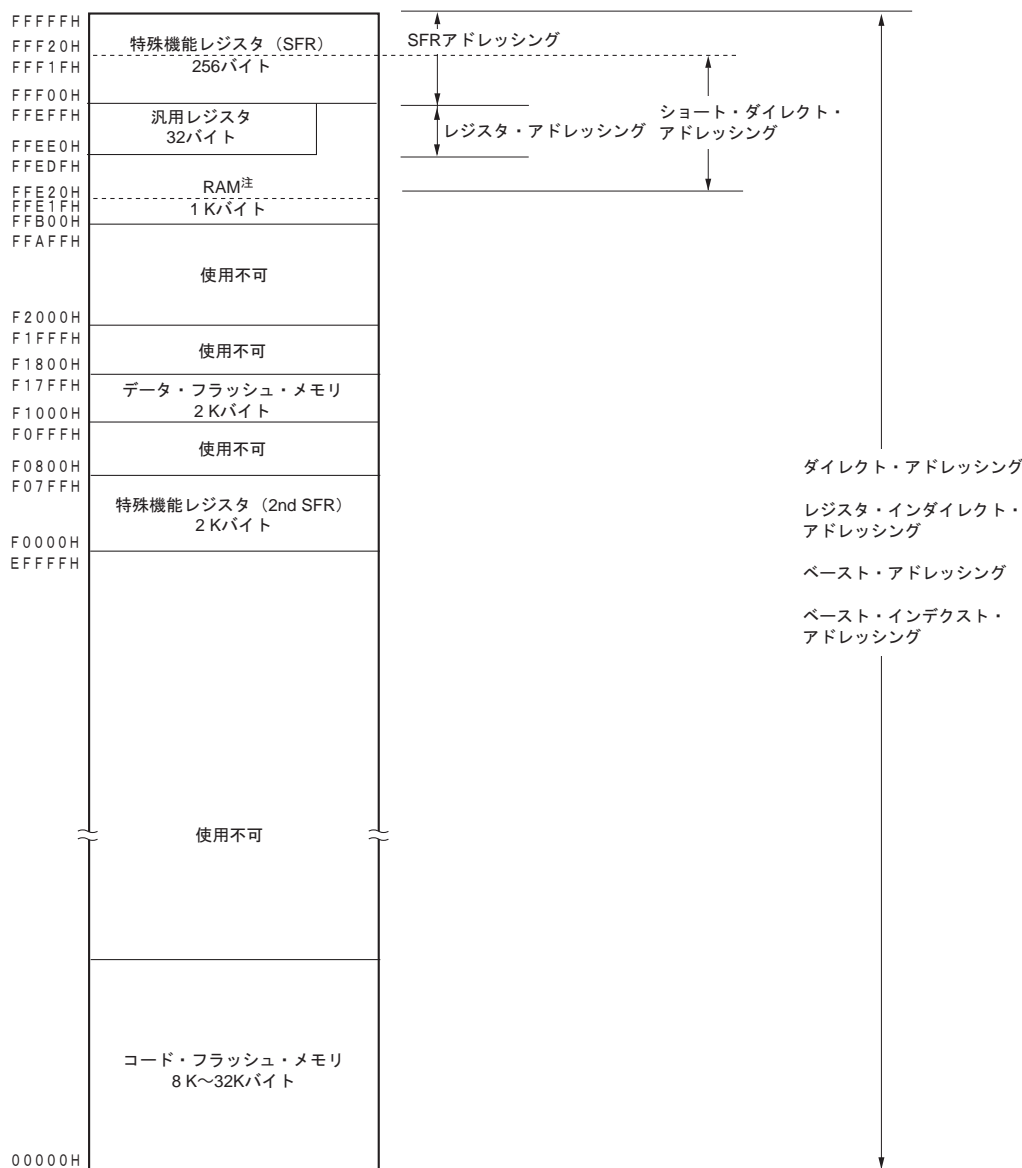 FFFFFH
FFF20H
FFF1FH
FFF00H
FFEFFH
FFEE0H
FFEDFH
FFE20H
FFE1FH
FFB00H
FFAFFH
F2000H
F1FFFH
F1800H
F17FFH
F1000H
F0FFFH
F0800H
F07FFH
F0000H
EFFFFH
00000H
特殊機能レジスタ（SFR）
256バイト
汎用レジスタ
32バイト
RAM注
1 Kバイト
使用不可
使用不可
データ・フラッシュ・メモリ
2 Kバイト
使用不可
特殊機能レジスタ（2nd SFR）
2 Kバイト
使用不可
コード・フラッシュ・メモリ
8 K～32Kバイト
SFRアドレッシング
レジスタ・アドレッシング
ショート・ダイレクト・
アドレッシング
ダイレクト・アドレッシング
レジスタ・インダイレクト・
アドレッシング
ベースト・アドレッシング
ベースト・インデクスト・
アドレッシング